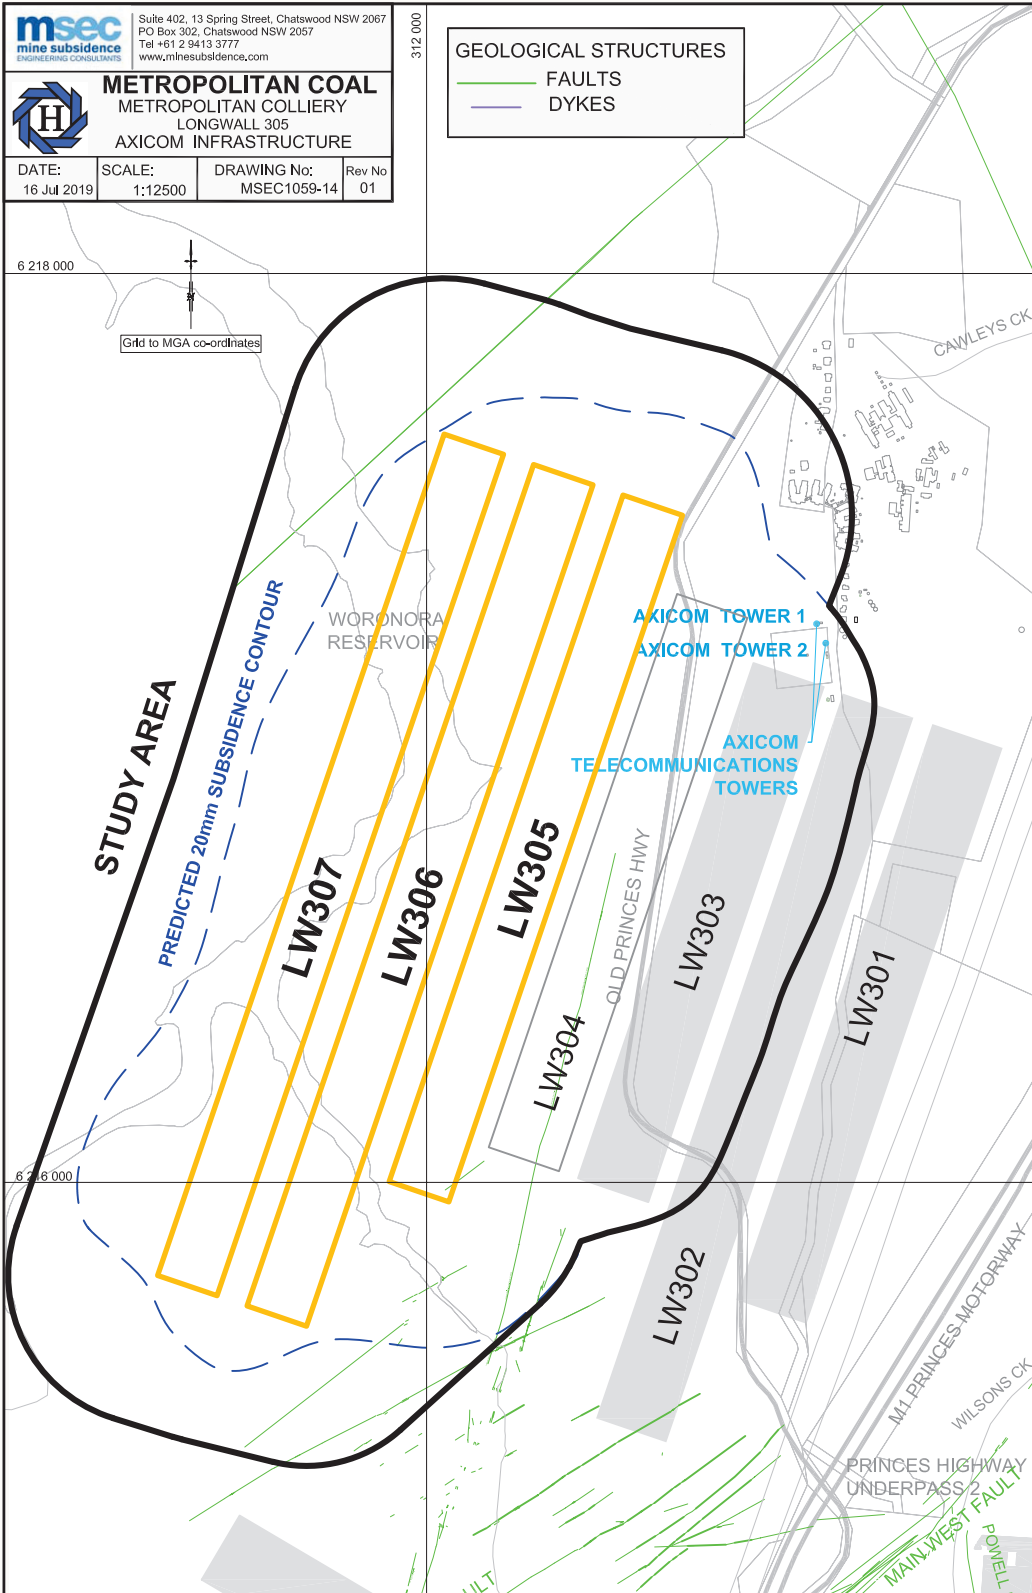 msec
mine subsidence
ENGINEERING CONSULTANTS
Suite 402, 13 Spring Street, Chatswood NSW 2067
PO Box 302, Chatswood NSW 2057
Tel +61 2 9413 3777
www.minesubsidence.com
H
METROPOLITAN COAL
METROPOLITAN COLLIERY
LONGWALL 305
AXICOM INFRASTRUCTURE
DATE:
16 Jul 2019
SCALE:
1:12500
DRAWING No:
MSEC1059-14
Rev No
01
312 000
GEOLOGICAL STRUCTURES
FAULTS
DYKES
6 218 000
Grid to MGA co-ordinates
CAWLEYS CK
WORONORA
RESERVOIR
AXICOM TOWER 1
AXICOM TOWER 2
AXICOM
TELECOMMUNICATIONS
TOWERS
STUDY AREA
PREDICTED 20mm SUBSIDENCE CONTOUR
LW307
LW306
LW305
LW304
OLD PRINCES HWY
LW303
LW301
6 216 000
LW302
M1 PRINCES MOTORWAY
WILSONS CK
PRINCES HIGHWAY
UNDERPASS 2
MAIN WEST FAULT
POWELL
ULT